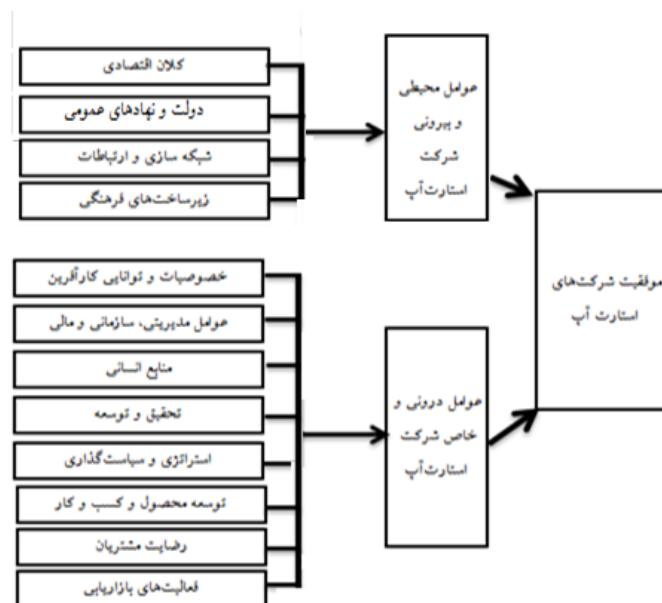 کلان اقتصادی
دولت و نهادهای عمومی
شبکه سازی و ارتباطات
زیرساخت‌های فرهنگی
عوامل محیطی
و بیرونی
شرکت
استارت‌آپ
خصوصیات و توانایی کارآفرین
عوامل مدیریتی، سازمانی و مالی
منابع انسانی
تحقیق و توسعه
استراتژی و سیاست‌گذاری
توسعه محصول و کسب و کار
رضایت مشتریان
فعالیت‌های بازاریابی
عوامل درونی و
خاص شرکت
استارت‌آپ
موفقیت شرکت‌های
استارت آپ